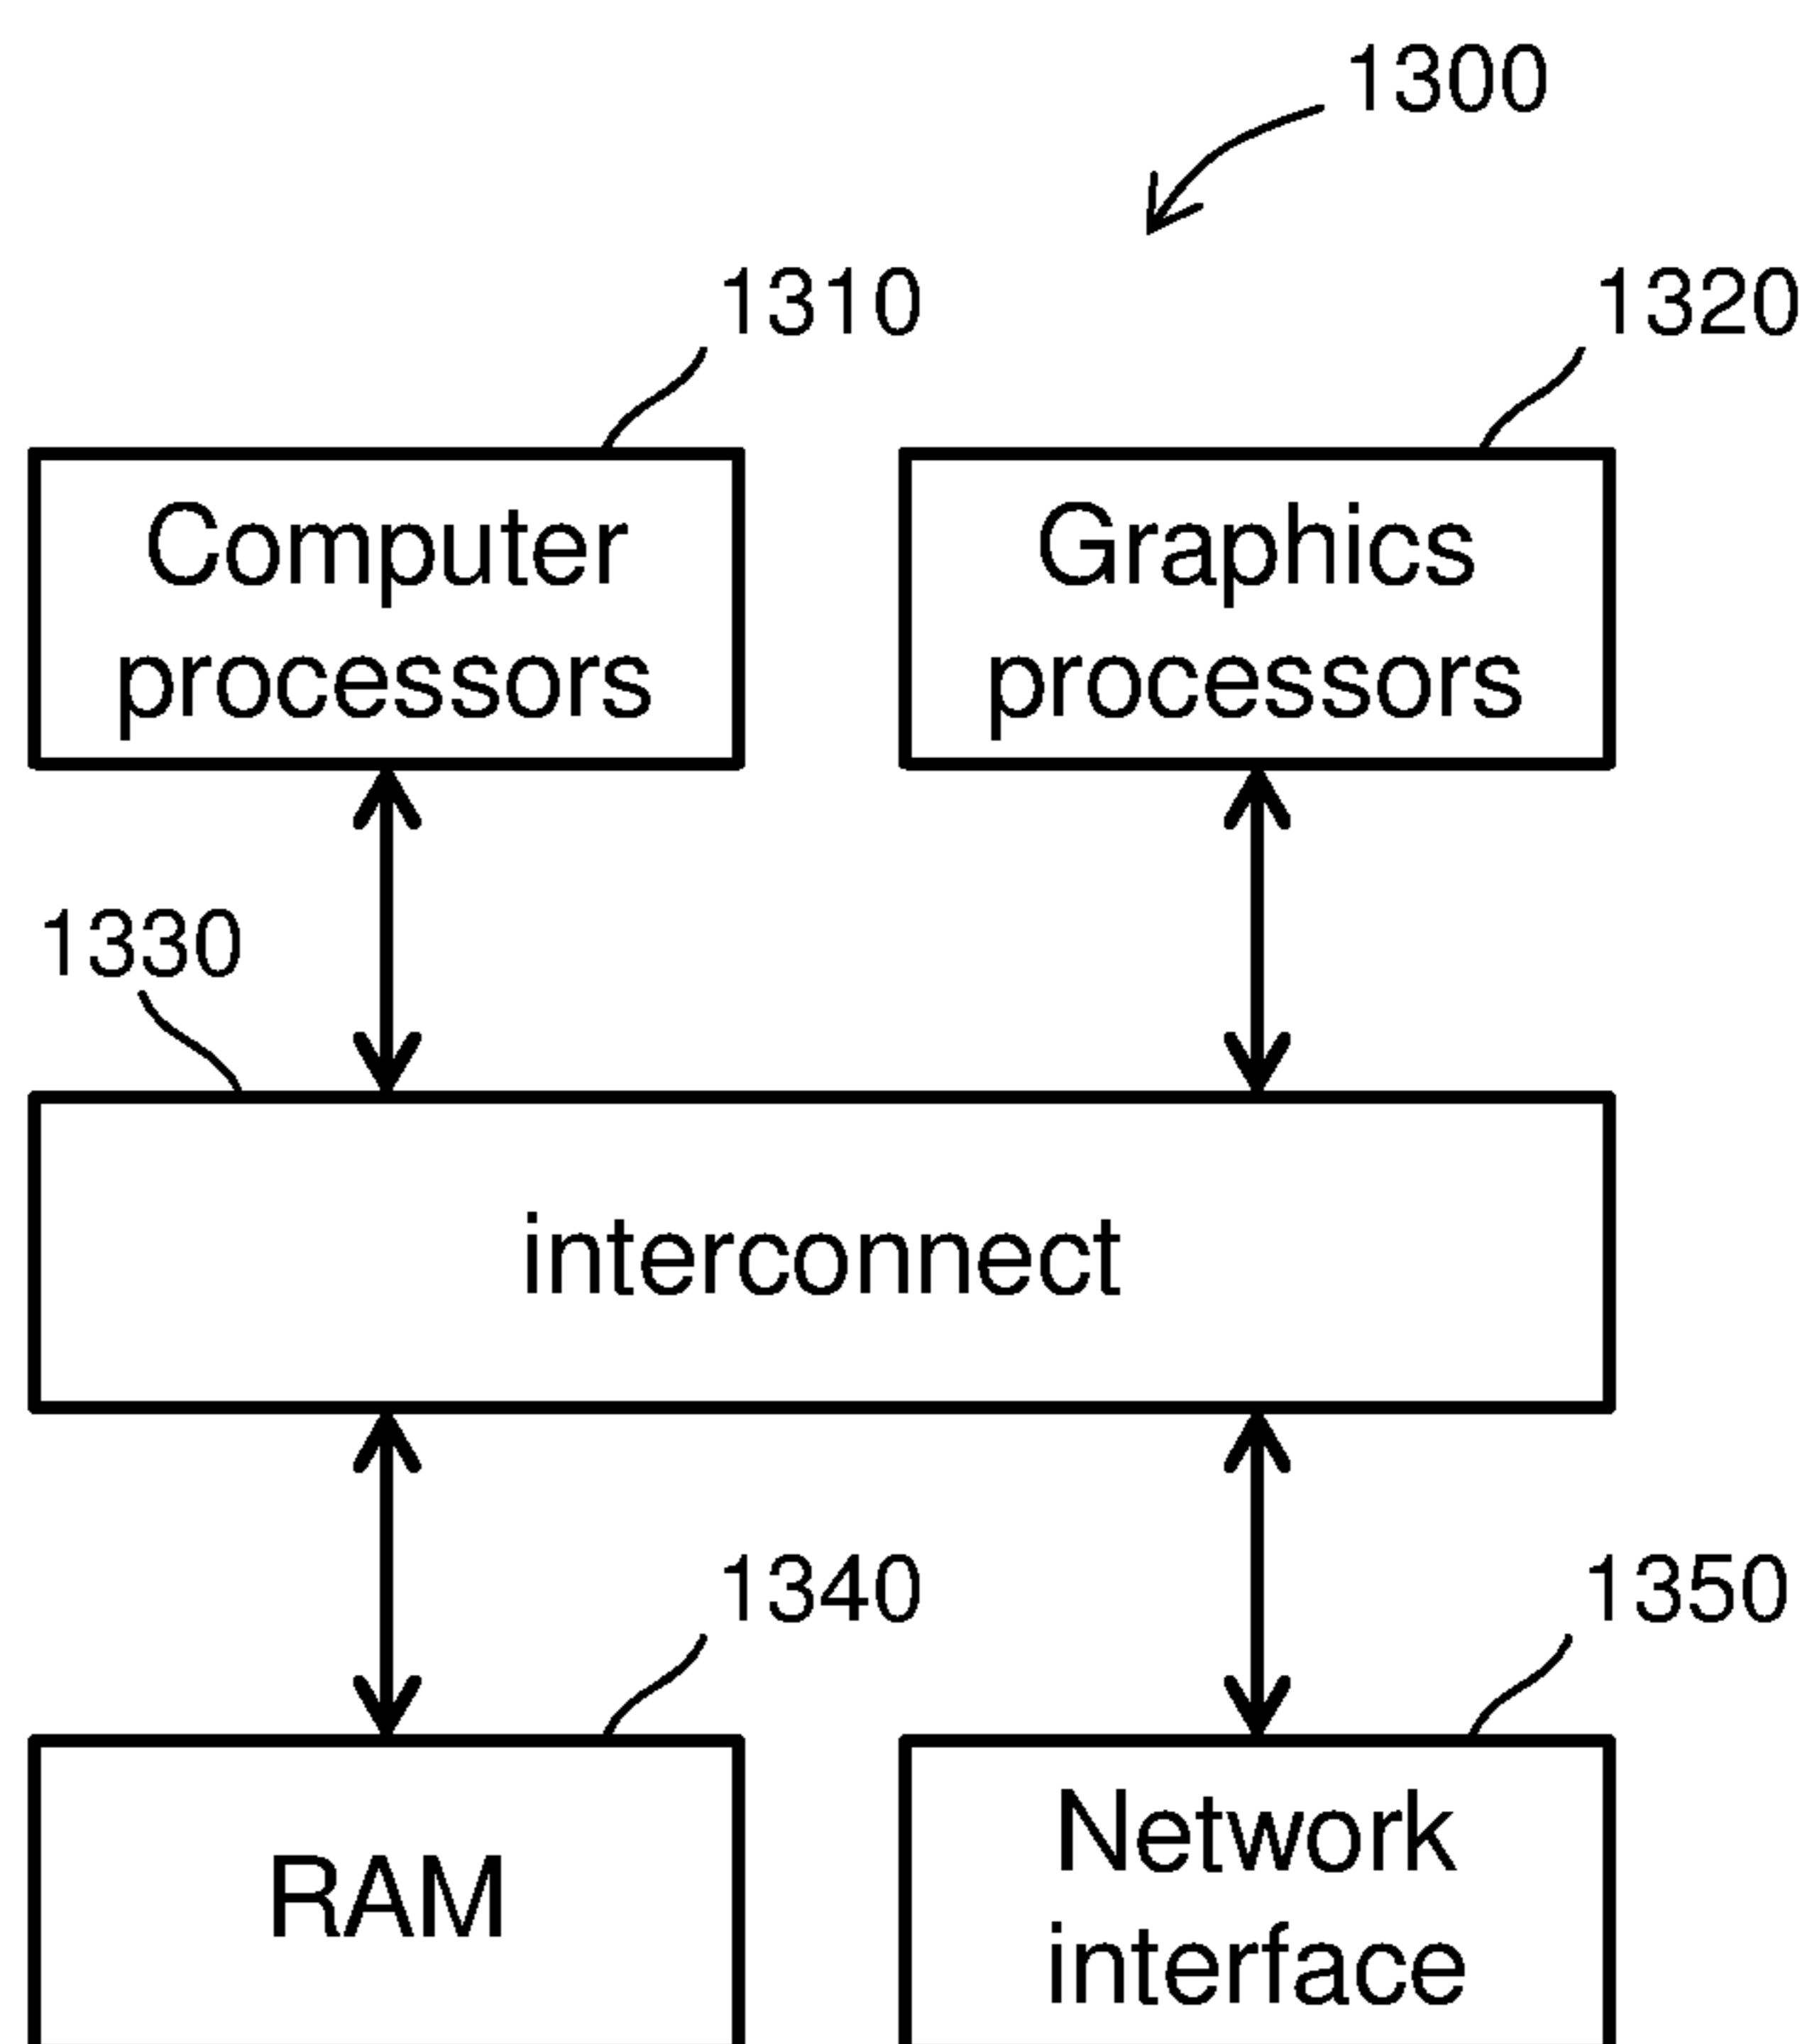 1300
1310
1320
Computer
processors
Graphics
processors
1330
interconnect
1340
1350
RAM
Network
interface